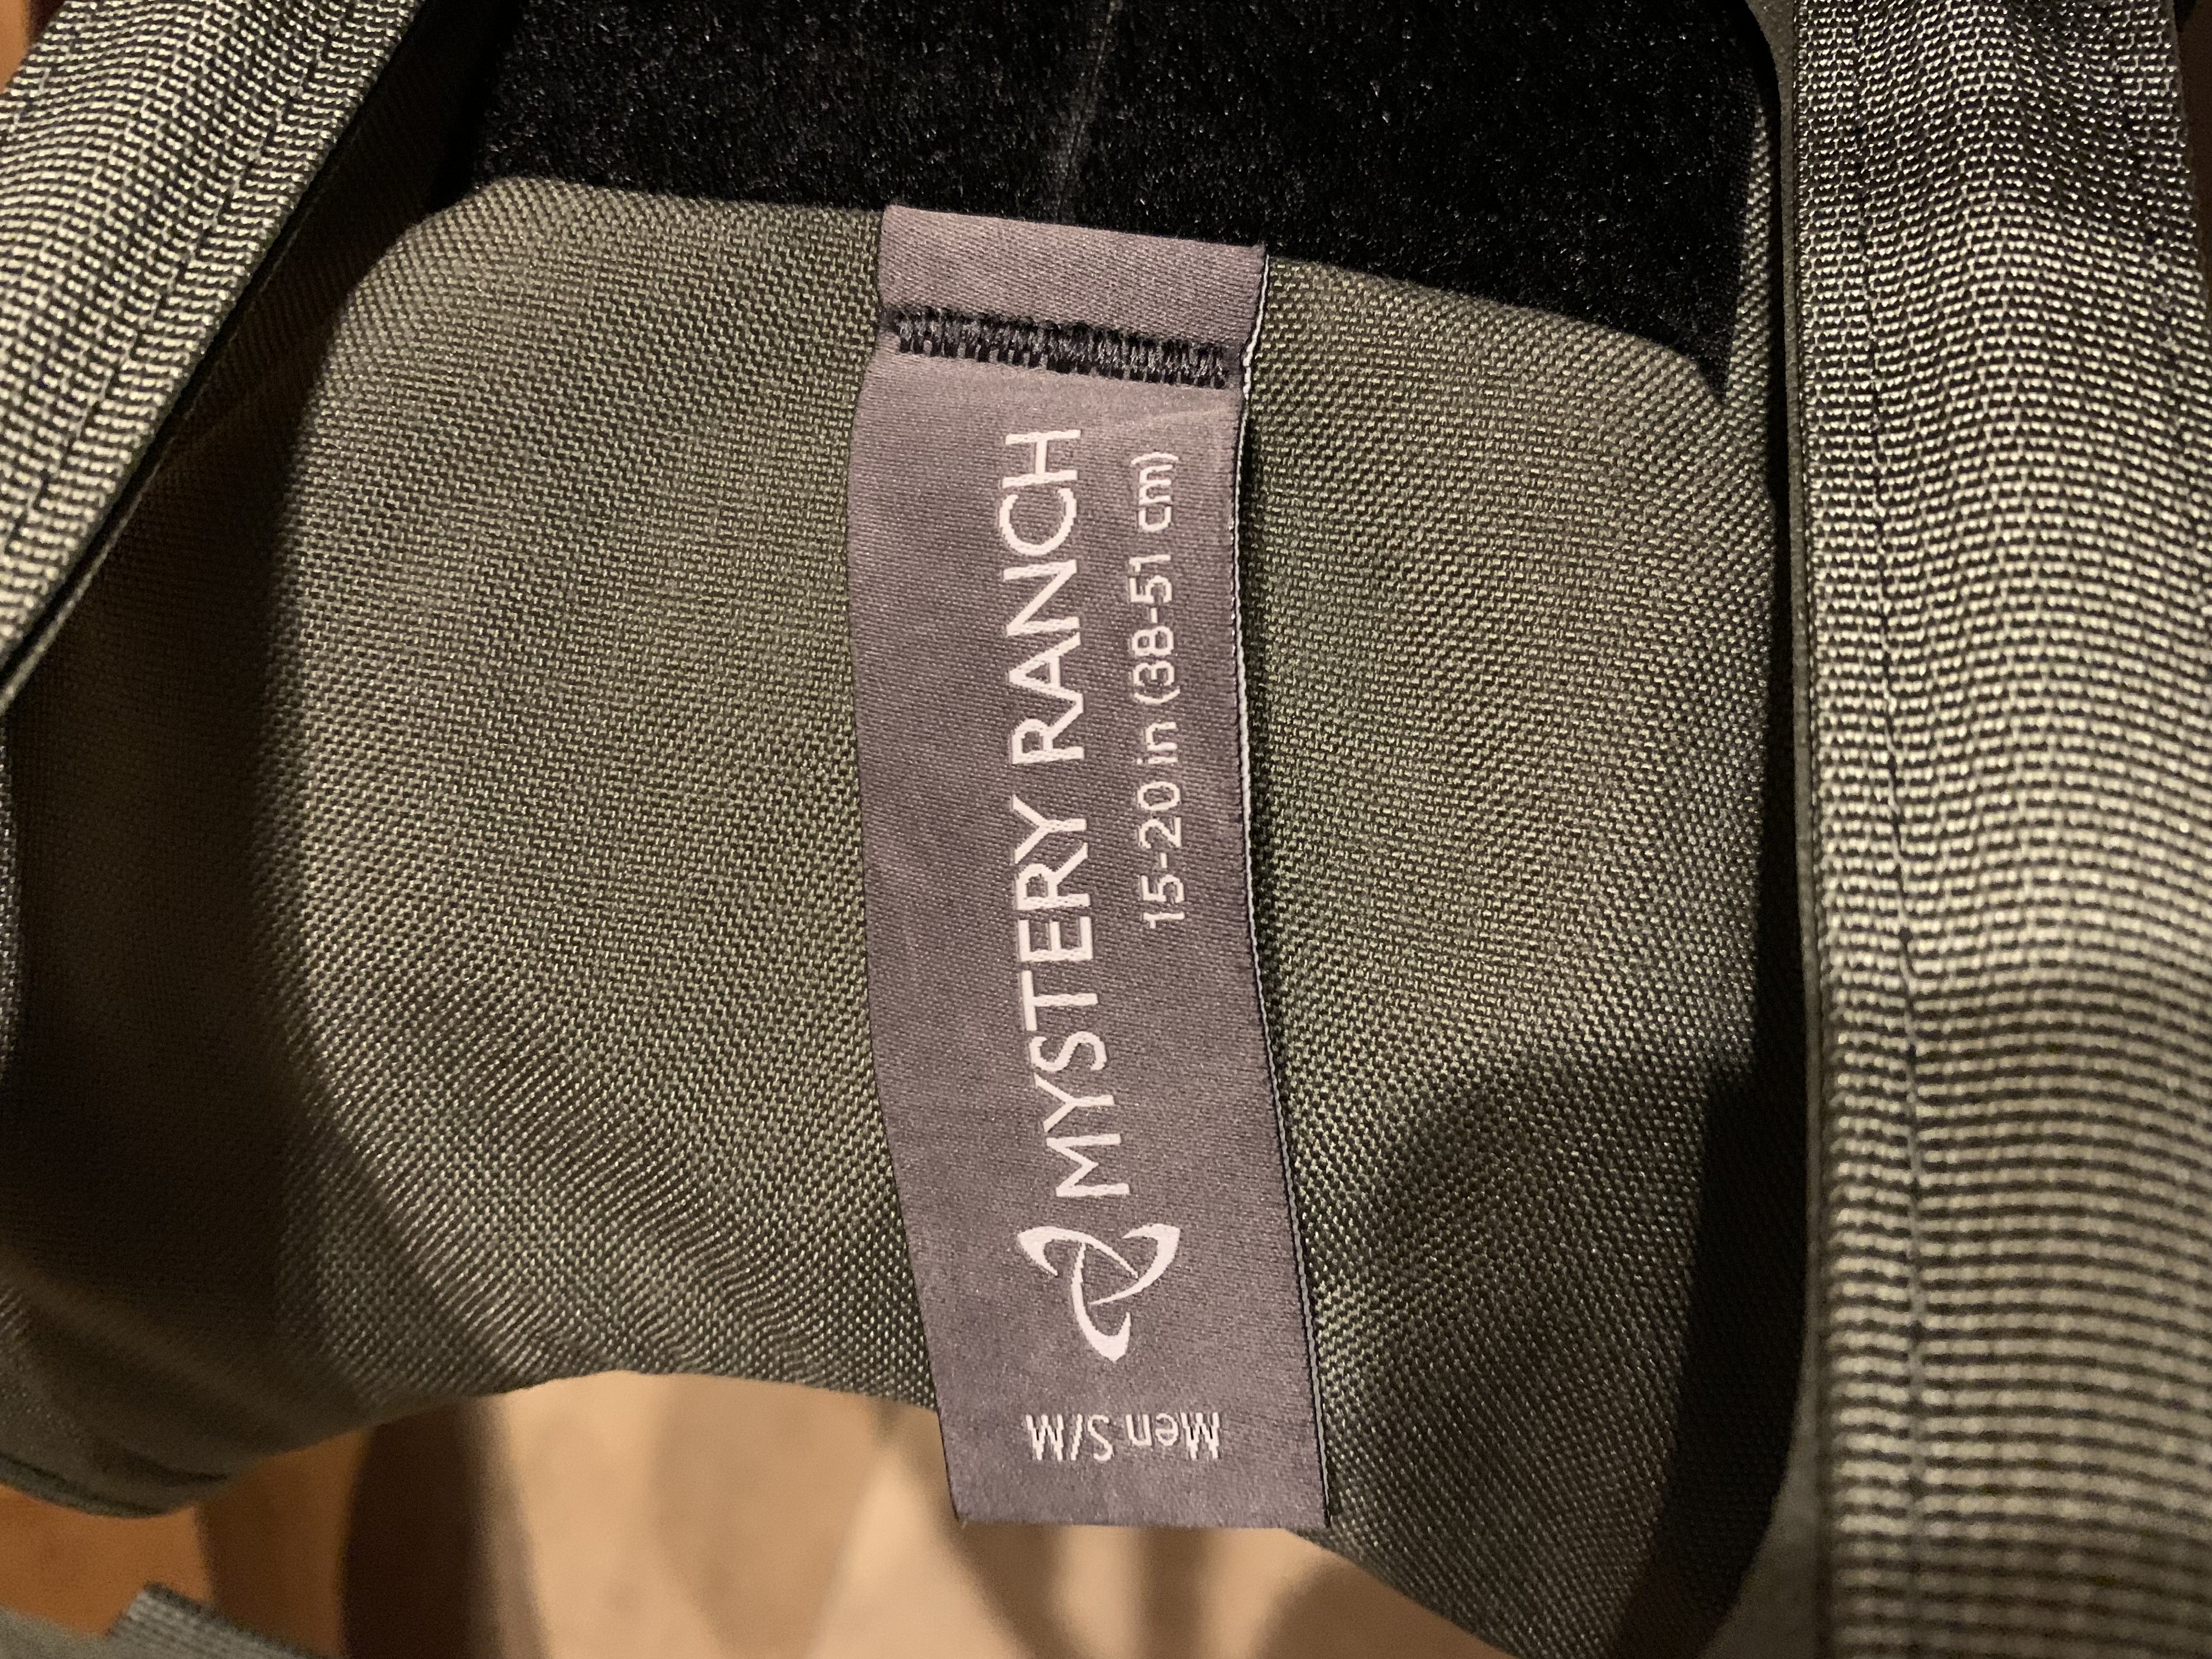 MYSTERY RANCH
15-20 in (38-51 cm)
Men S/M